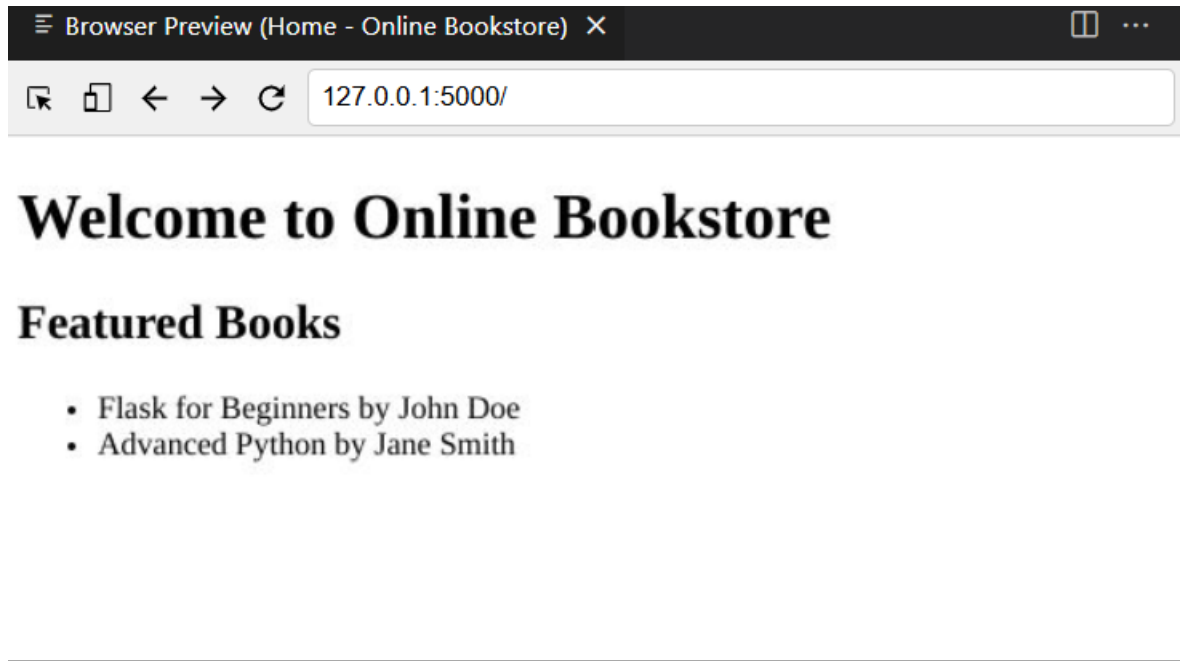 Browser Preview (Home - Online Bookstore)
127.0.0.1:5000/
Welcome to Online Bookstore
Featured Books
• Flask for Beginners by John Doe
• Advanced Python by Jane Smith